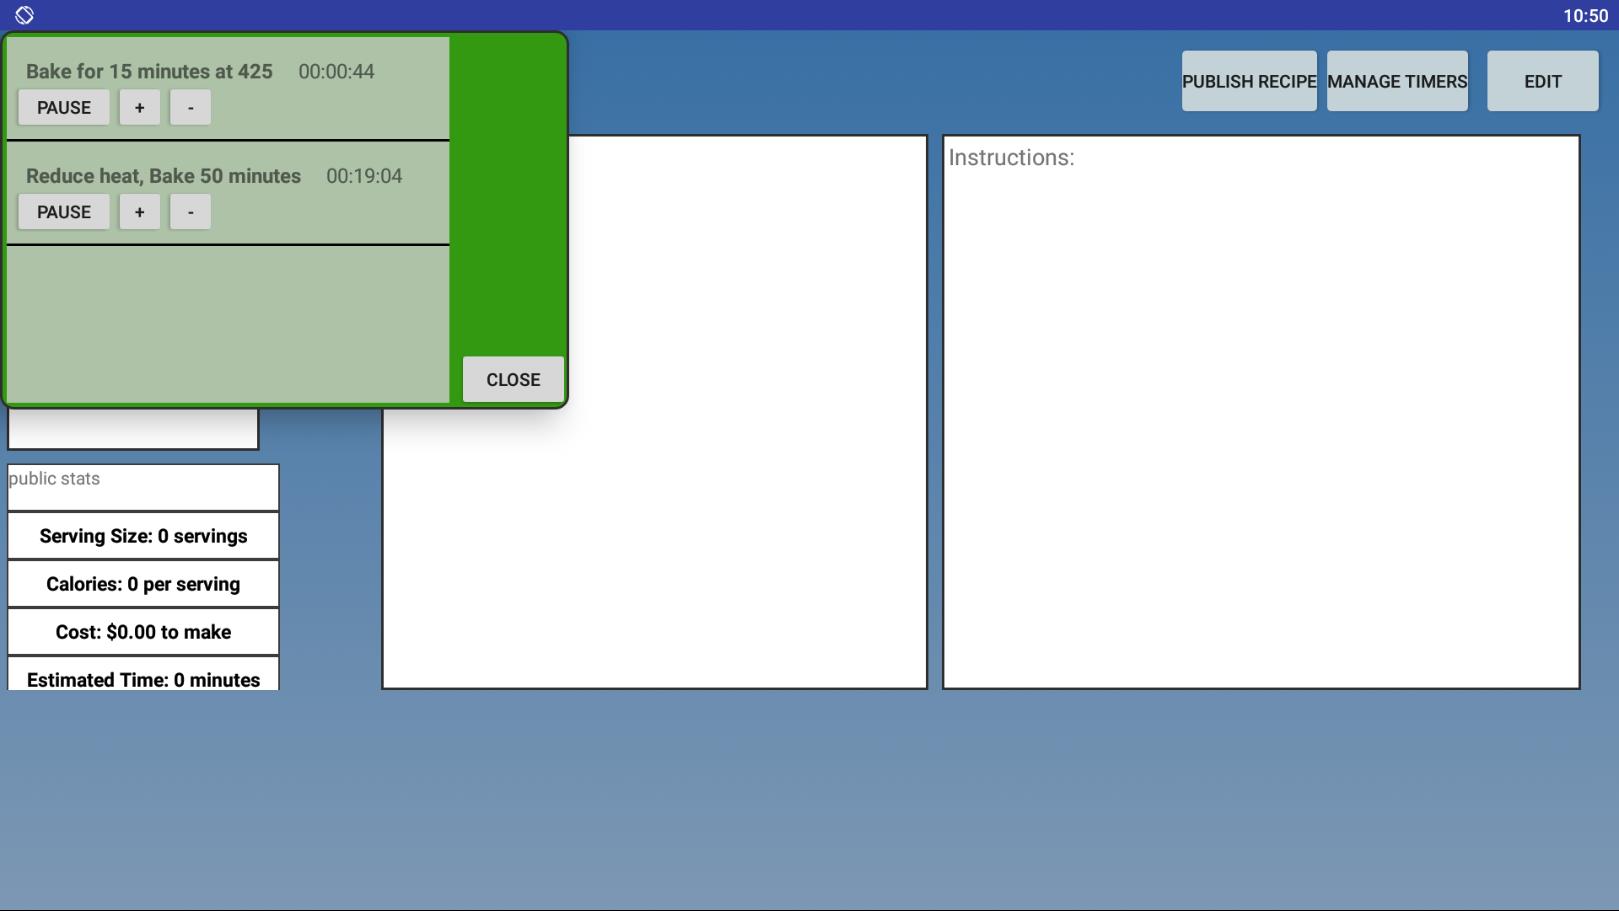 10:50
Bake for 15 minutes at 425 00:00:44
PAUSE + -
Reduce heat, Bake 50 minutes 00:19:04
PAUSE + -
CLOSE
PUBLISH RECIPE MANAGE TIMERS EDIT
Instructions:
public stats
Serving Size: 0 servings
Calories: 0 per serving
Cost: $0.00 to make
Estimated Time: 0 minutes